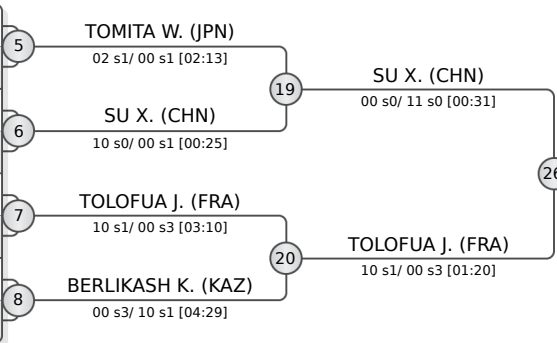 5
TOMITA W. (JPN)
02 s1/ 00 s1 [02:13]
19
SU X. (CHN)
00 s0/ 11 s0 [00:31]
6
SU X. (CHN)
10 s0/ 00 s1 [00:25]
26
7
TOLOFUA J. (FRA)
10 s1/ 00 s3 [03:10]
20
TOLOFUA J. (FRA)
10 s1/ 00 s3 [01:20]
8
BERLIKASH K. (KAZ)
00 s3/ 10 s1 [04:29]